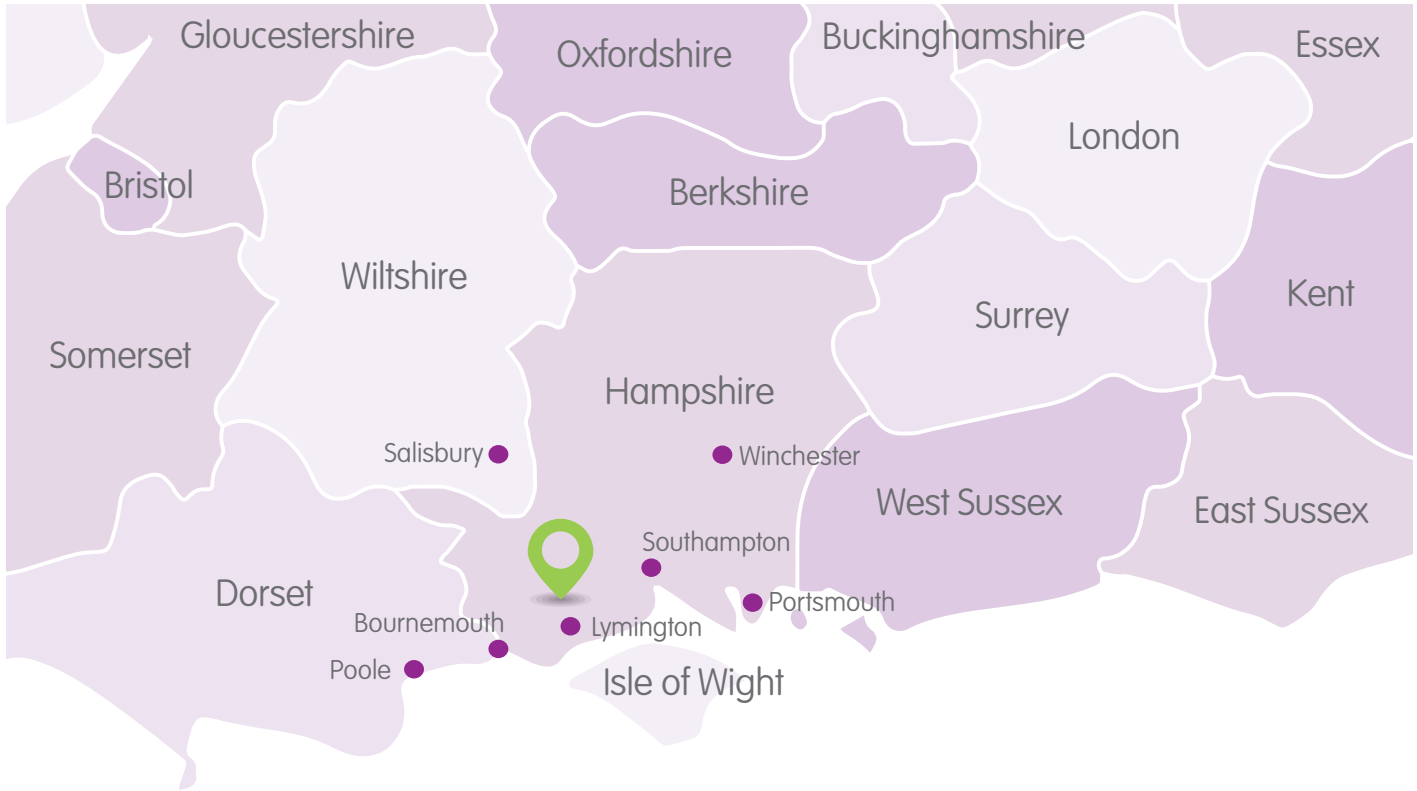 Gloucestershire
Oxfordshire
Buckinghamshire
Essex
London
Bristol
Berkshire
Wiltshire
Kent
Surrey
Somerset
Hampshire
Salisbury
Winchester
West Sussex
East Sussex
Southampton
Dorset
Portsmouth
Bournemouth
Lymington
Poole
Isle of Wight